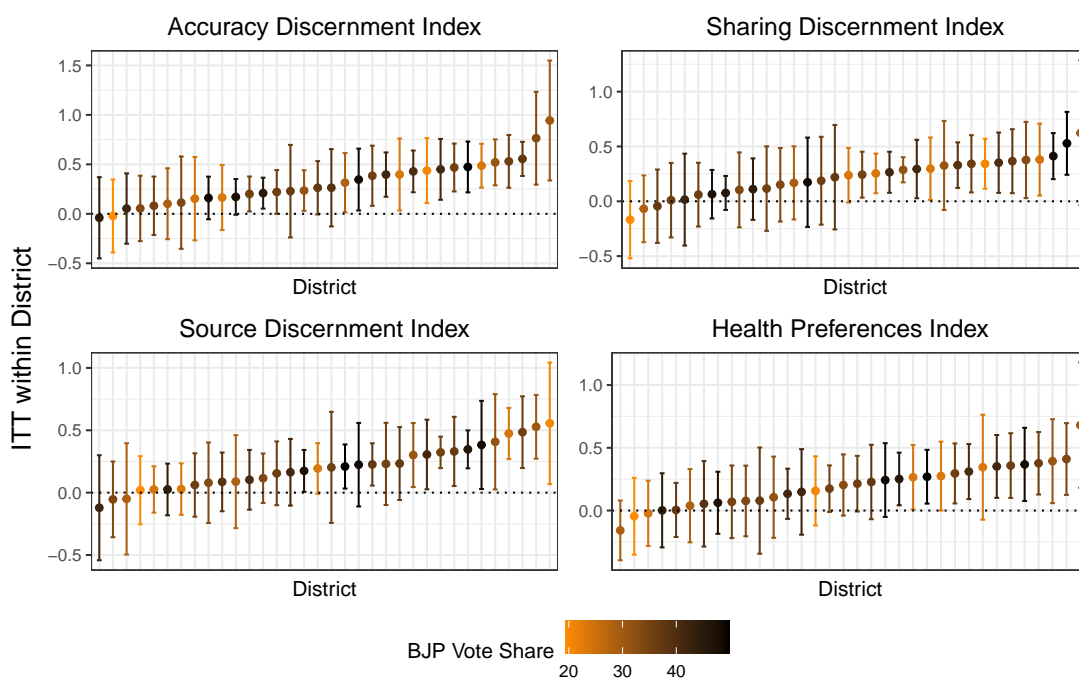 Accuracy Discernment Index
Sharing Discernment Index
1.5
1.0
0.5
0.0
−0.5
1.0
0.5
0.0
−0.5
District
District
ITT within District
Source Discernment Index
Health Preferences Index
1.0
0.5
0.0
−0.5
1.0
0.5
0.0
District
District
BJP Vote Share
20 30 40